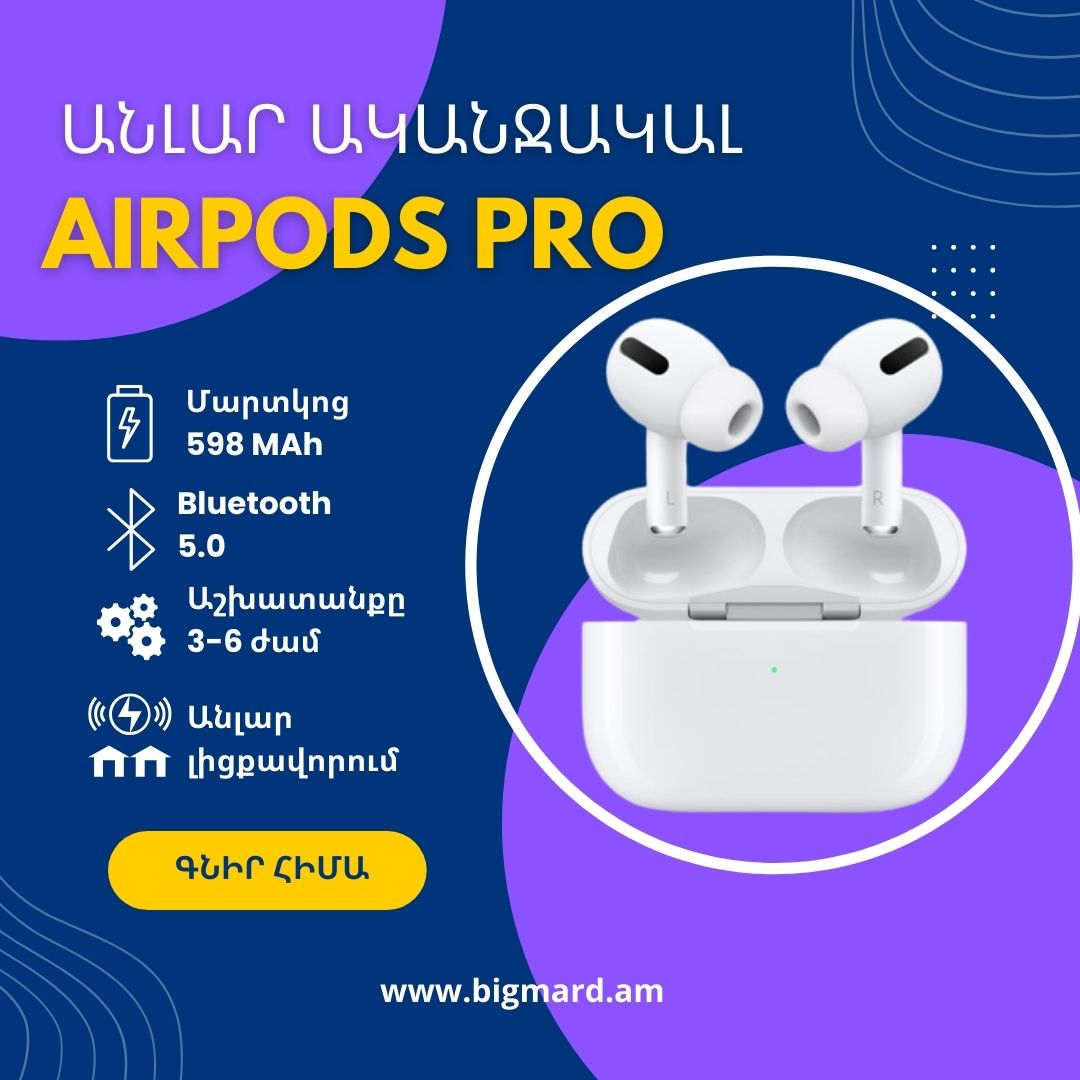 ԱՆԼԱՐ ԱԿԱՆՋԱԿԱԼ
AIRPODS PRO
Մարտկոց
598 MAh
Bluetooth
5.0
Աշխատանքը
3-6 ժամ
Անլար
լիցքավորում
ԳՆԻՐ ՀԻՄԱ
L
R
www.bigmard.am